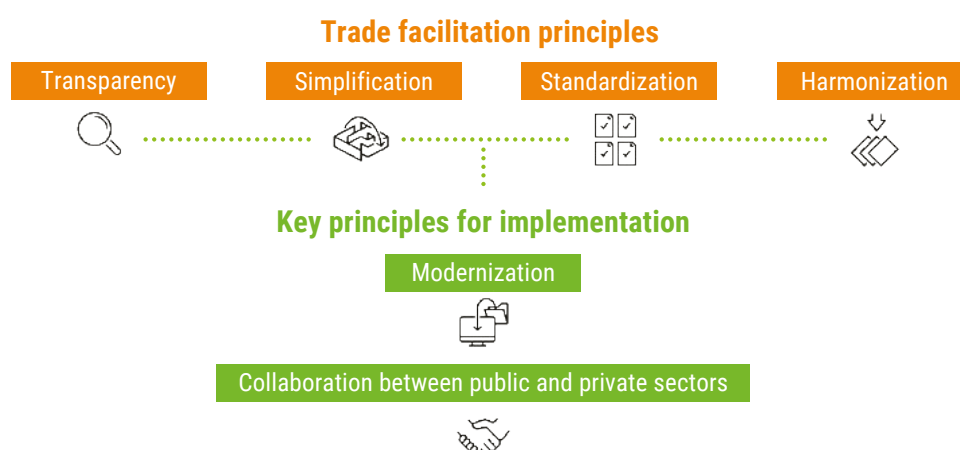 Trade facilitation principles
Transparency
Simplification
Standardization
Harmonization
Key principles for implementation
Modernization
Collaboration between public and private sectors